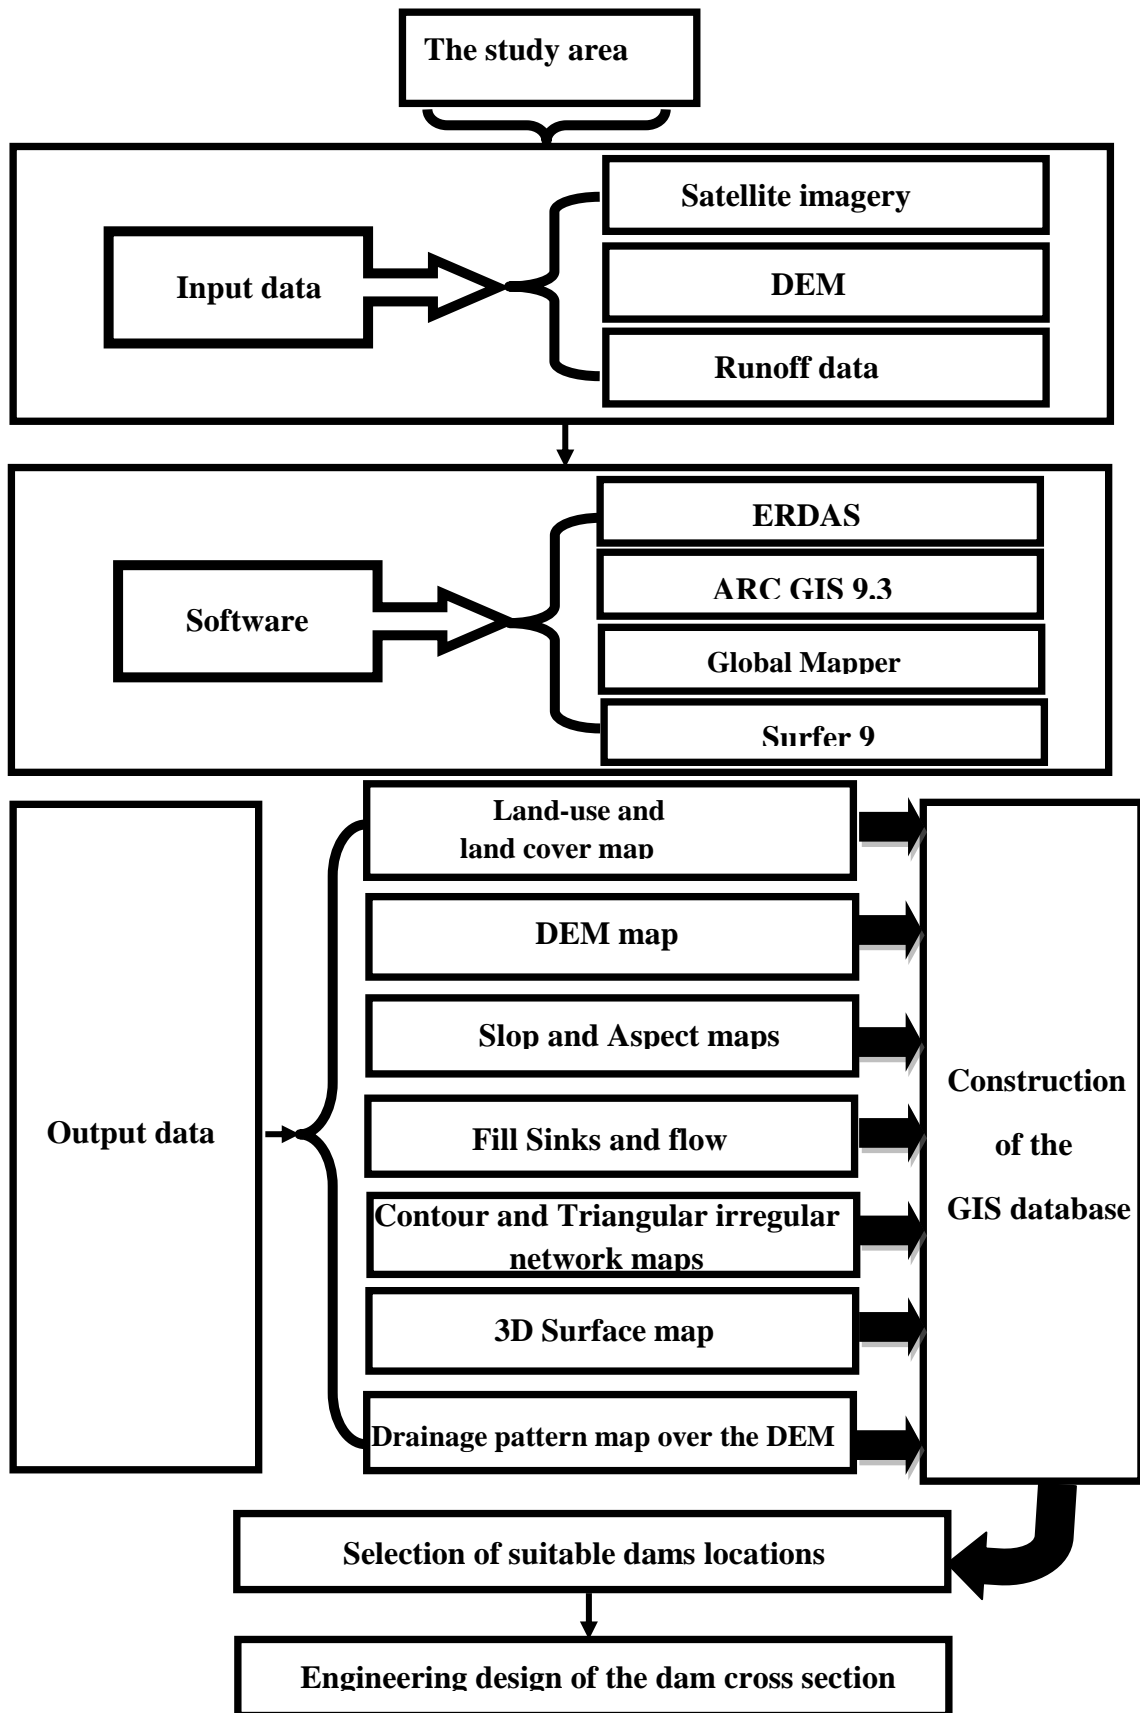 The study area
Input data
Satellite imagery
DEM
Runoff data
Software
ERDAS
ARC GIS 9.3
Global Mapper
Surfer 9
Output data
Land-use and
land cover map
DEM map
Slop and Aspect maps
Fill Sinks and flow
Contour and Triangular irregular
network maps
3D Surface map
Drainage pattern map over the DEM
Construction
of the
GIS database
Selection of suitable dams locations
Engineering design of the dam cross section